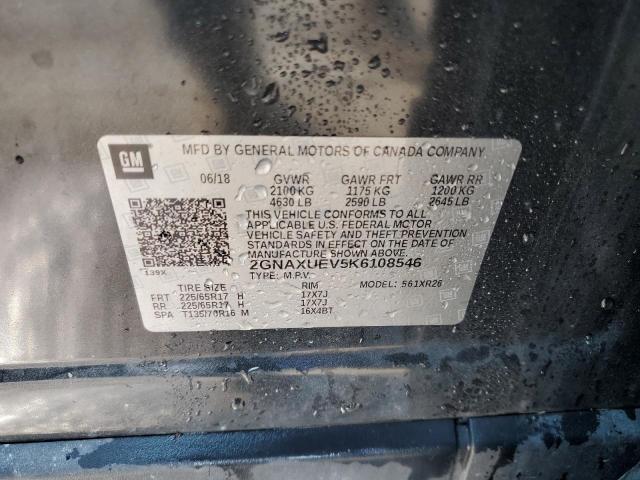 GM
MFD BY GENERAL MOTORS OF CANADA COMPANY
06/18 GVWR GAWR FRT GAWR RR
2100 KG 1175 KG 1200 KG
4630 LB 2590 LB 2645 LB
THIS VEHICLE CONFORMS TO ALL
APPLICABLE U.S. FEDERAL MOTOR
VEHICLE SAFETY AND THEFT PREVENTION
STANDARDS IN EFFECT ON THE DATE
OF MANUFACTURE SHOWN ABOVE.
2GNAXUEV5K6108546
139X TYPE: M.P.V. MODEL: 561XR26
TIRE SIZE RIM
FRT 225/65R17 H 17X7J
RR 225/65R17 H 17X7J
SPA T135/70R16 M 16X4BT